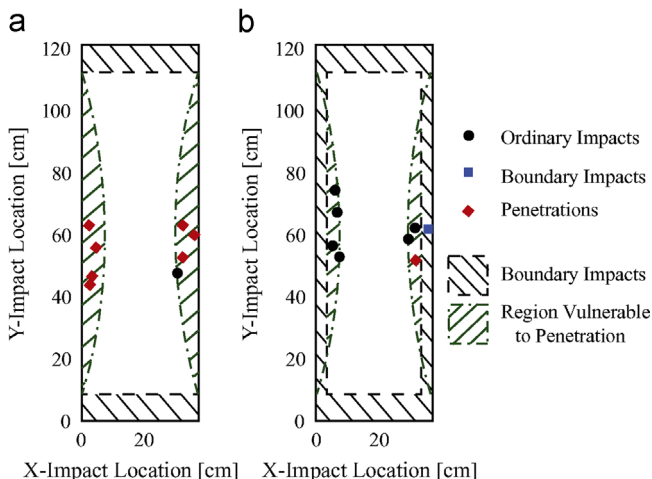 a
b
120
100
80
60
40
20
0
0
20
Y-Impact Location [cm]
X-Impact Location [cm]
120
100
80
60
40
20
0
0
20
Y-Impact Location [cm]
X-Impact Location [cm]
Ordinary Impacts
Boundary Impacts
Penetrations
Boundary Impacts
Region Vulnerable
to Penetration